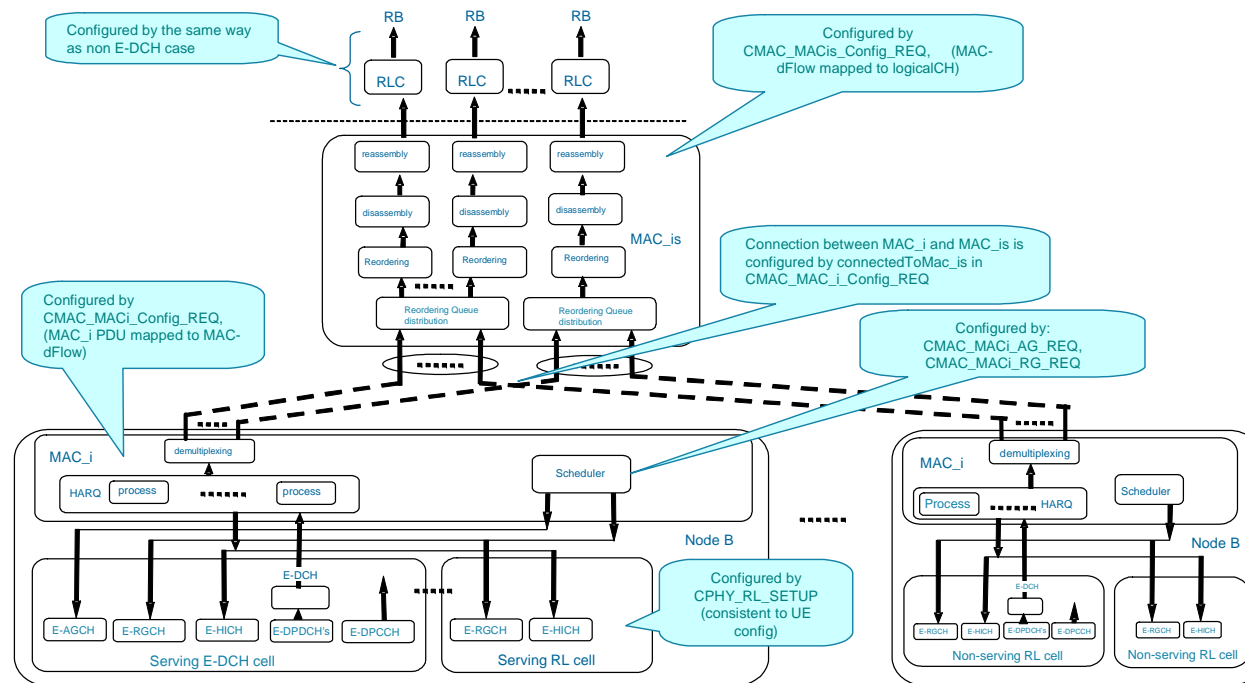 RB
RB
RB
Configured by the same way
as non E-DCH case
RLC
RLC
RLC
Configured by
CMAC_MACis_Config_REQ, (MAC-
dFlow mapped to logicalCH)
reassembly
reassembly
reassembly
disassembly
disassembly
disassembly
MAC_is
Reordering
Reordering
Reordering
Reordering Queue
distribution
Reordering Queue
distribution
Connection between MAC_i and MAC_is is
configured by connectedToMac_is in
CMAC_MAC_i_Config_REQ
Configured by
CMAC_MACi_Config_REQ,
(MAC_i PDU mapped to MAC-
dFlow)
Configured by:
CMAC_MACi_AG_REQ,
CMAC_MACi_RG_REQ
MAC_i
demultiplexing
Scheduler
HARQ
process
process
Node B
E-DCH
E-AGCH
E-RGCH
E-HICH
E-DPDCH's
E-DPCCH
Serving E-DCH cell
E-RGCH
E-HICH
Serving RL cell
Configured by
CPHY_RL_SETUP
(consistent to UE
config)
MAC_i
demultiplexing
Scheduler
Process
HARQ
Node B
E-DCH
E-RGCH
E-HICH
E-DPDCH's
E-DPCCH
Non-serving RL cell
E-RGCH
E-HICH
Non-serving RL cell